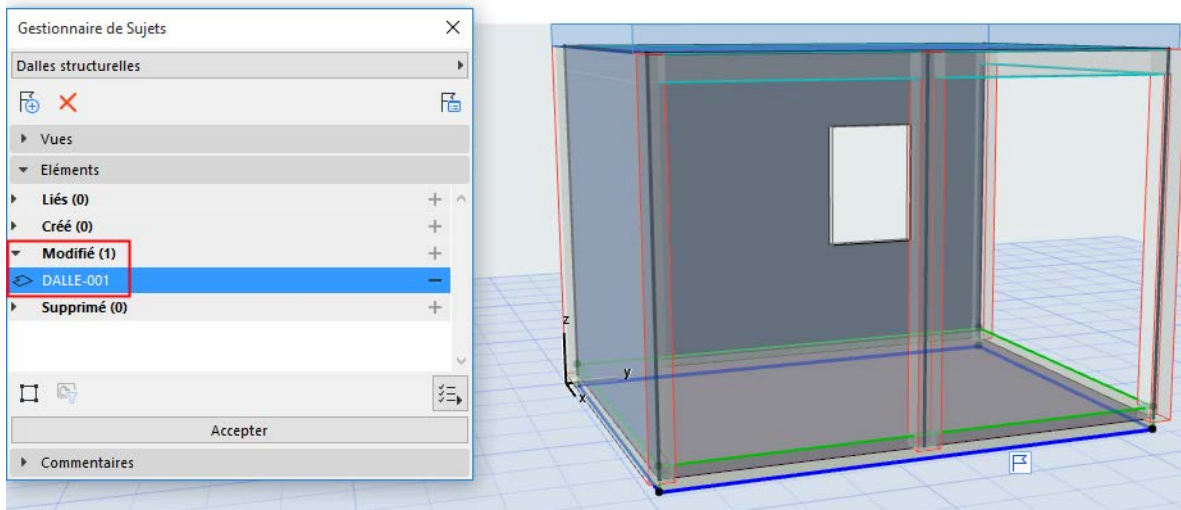 Gestionnaire de Sujets
Dalles structurelles
Vues
Eléments
Liés (0)
Créé (0)
Modifié (1)
DALLE-001
Supprimé (0)
Accepter
Commentaires
z
y
x